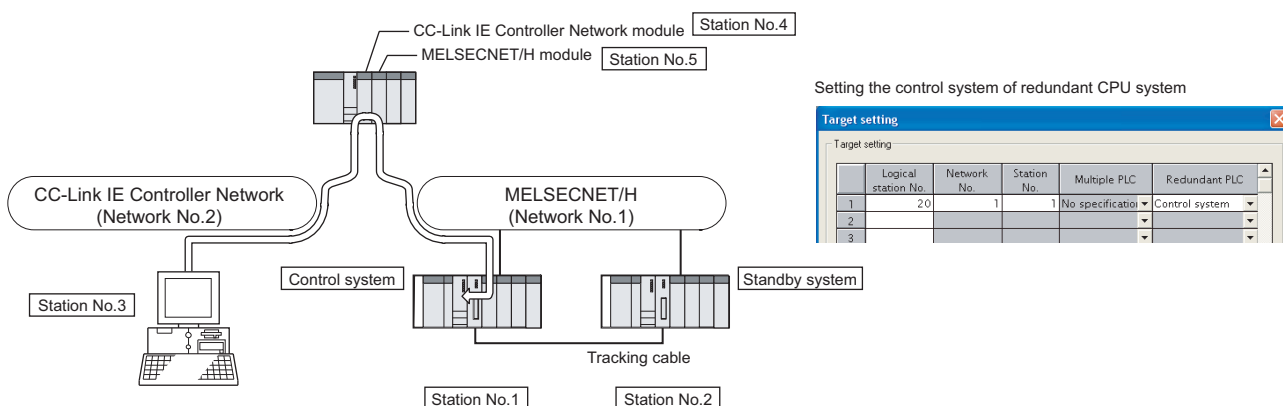 CC-Link IE Controller Network module
Station No.4
MELSECNET/H module
Station No.5
CC-Link IE Controller Network
(Network No.2)
MELSECNET/H
(Network No.1)
Control system
Standby system
Station No.3
Tracking cable
Station No.1
Station No.2
Setting the control system of redundant CPU system
Target setting
Target setting
Logical station No. Network No. Station No. Multiple PLC Redundant PLC
1 20 1 1 No specification Control system
2
3